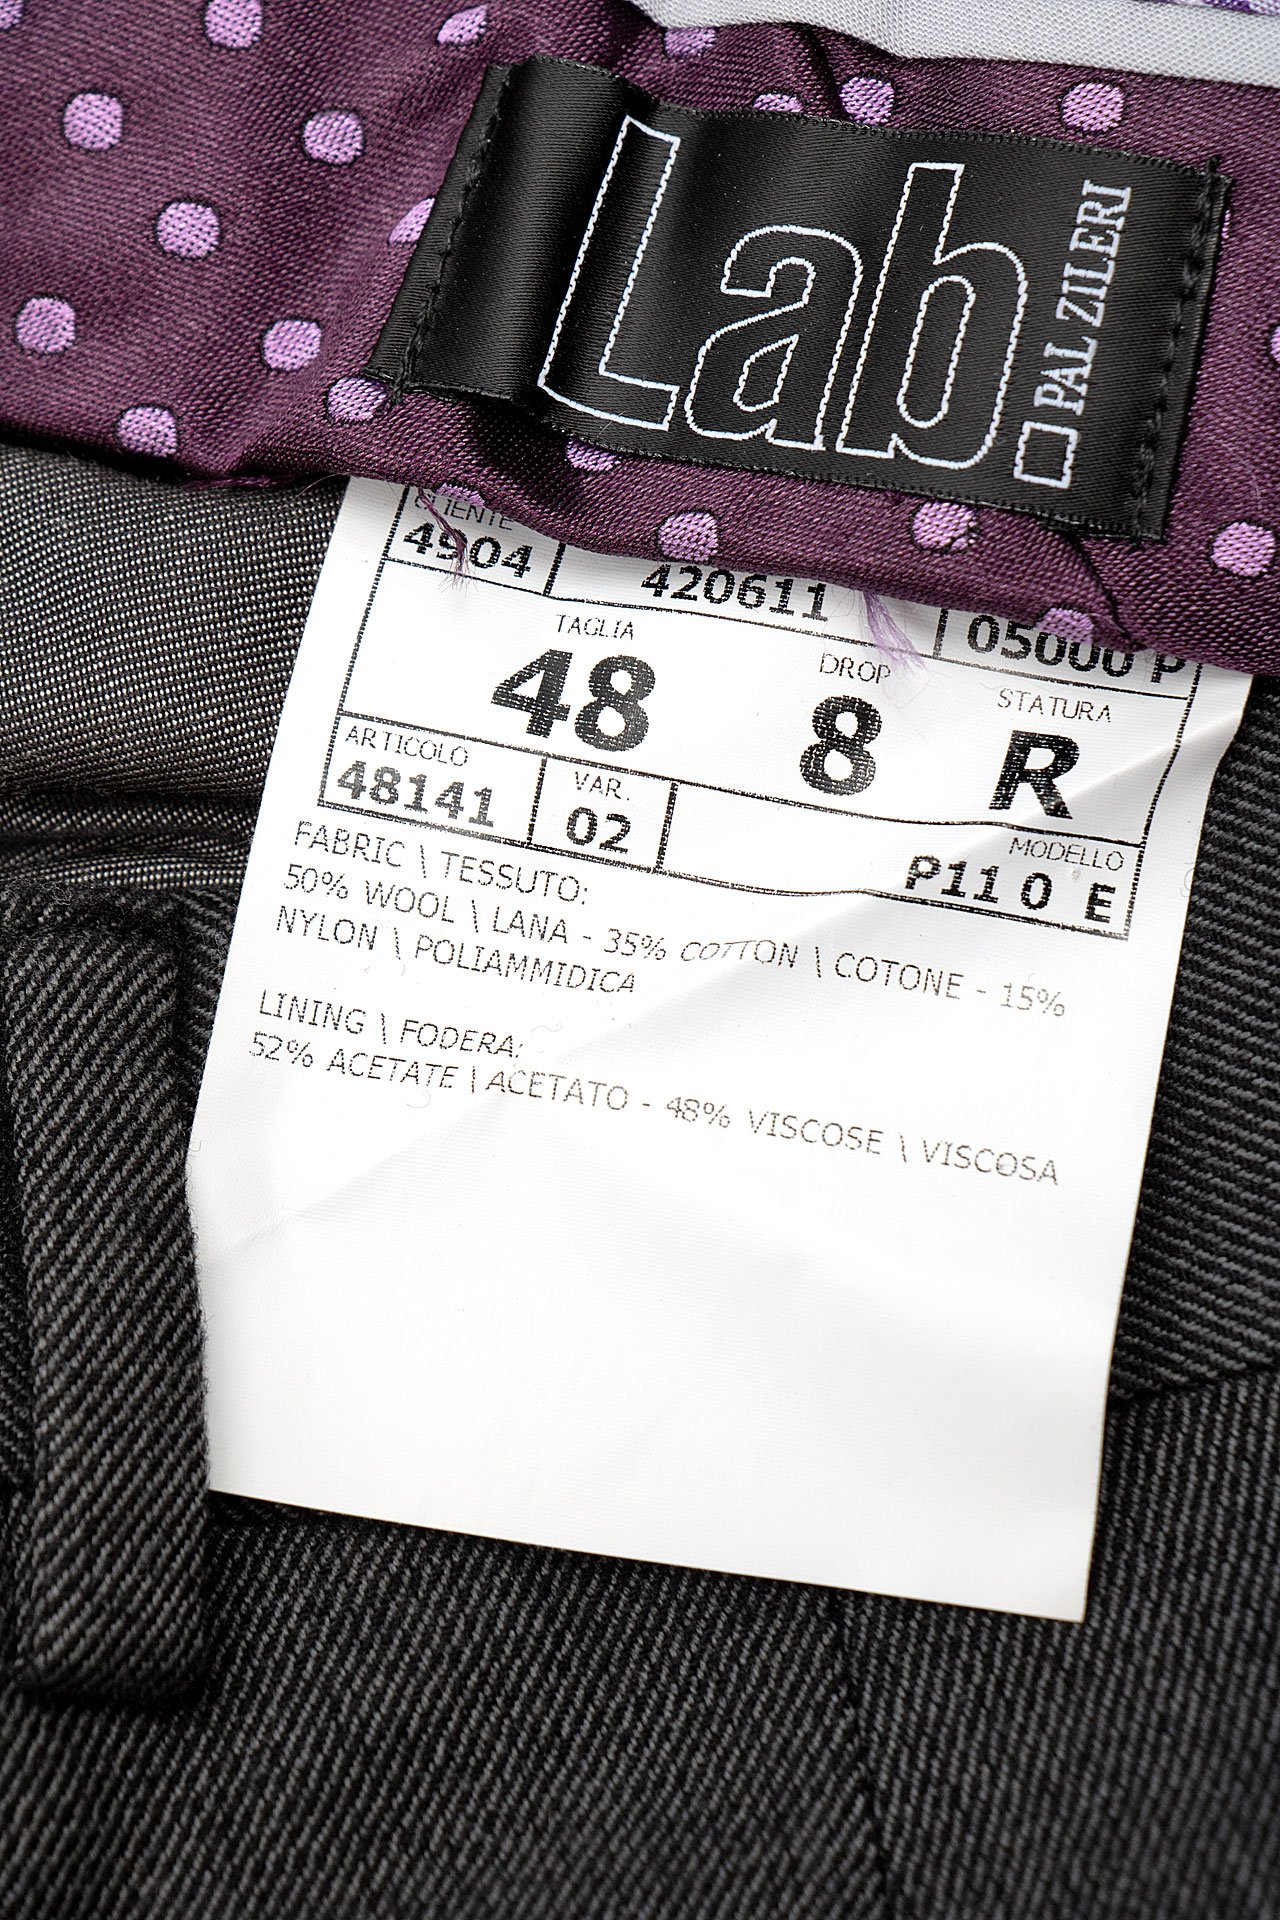 Lab.
PAL ZILERI
CLIENTE
4904 420611 05000 P
TAGLIA DROP STATURA
48 8 R
ARTICOLO VAR. MODELLO
48141 02 P11 0 E
FABRIC \ TESSUTO:
50% WOOL \ LANA - 35% COTTON \ COTONE - 15%
NYLON \ POLIAMMIDICA
LINING \ FODERA:
52% ACETATE \ ACETATO - 48% VISCOSE \ VISCOSA